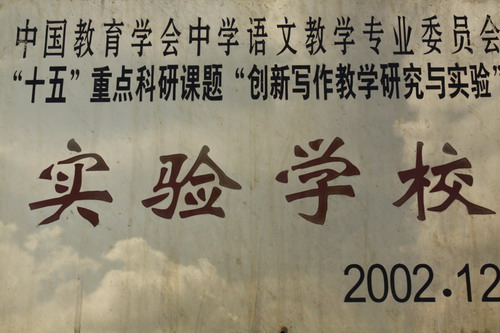 中国教育学会中学语文教学专业委员会
“十五”重点科研课题“创新写作教学研究与实验”
实验学校
2002.12